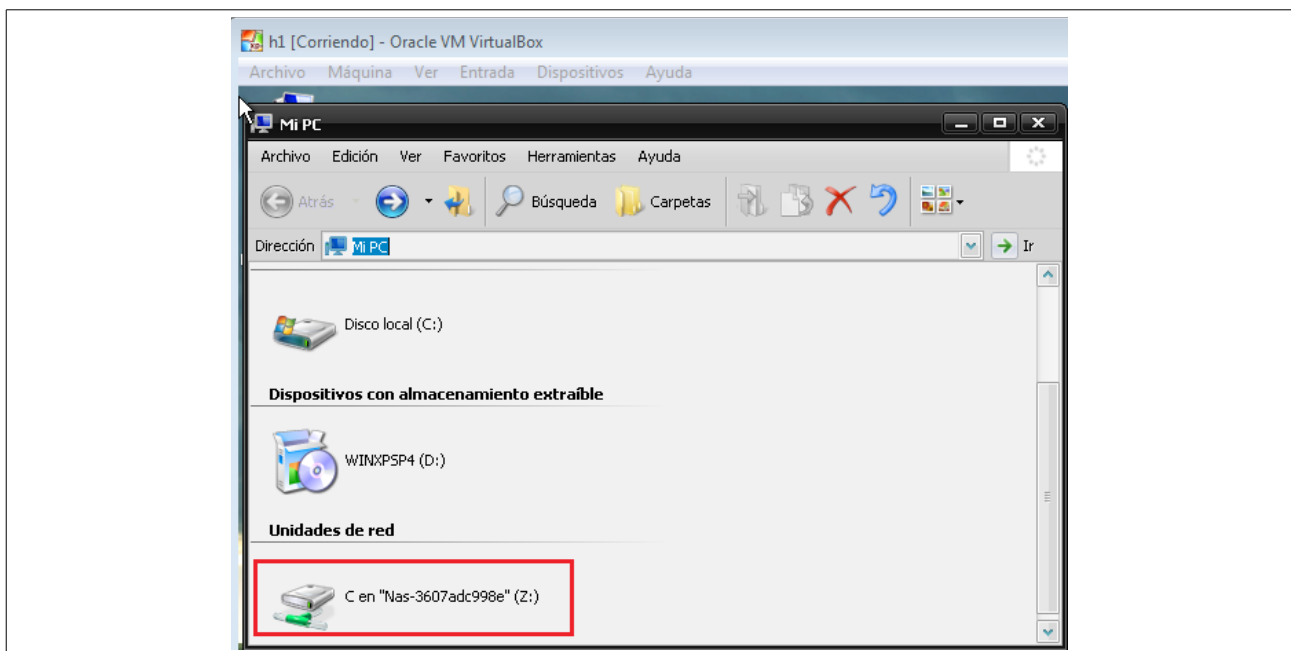 h1 [Corriendo] - Oracle VM VirtualBox
Archivo Máquina Ver Entrada Dispositivos Ayuda
Mi PC
Archivo Edición Ver Favoritos Herramientas Ayuda
Atrás Búsqueda Carpetas
Dirección Mi PC Ir
Disco local (C:)
Dispositivos con almacenamiento extraíble
WINXPSP4 (D:)
Unidades de red
C en "Nas-3607adc998e" (Z:)